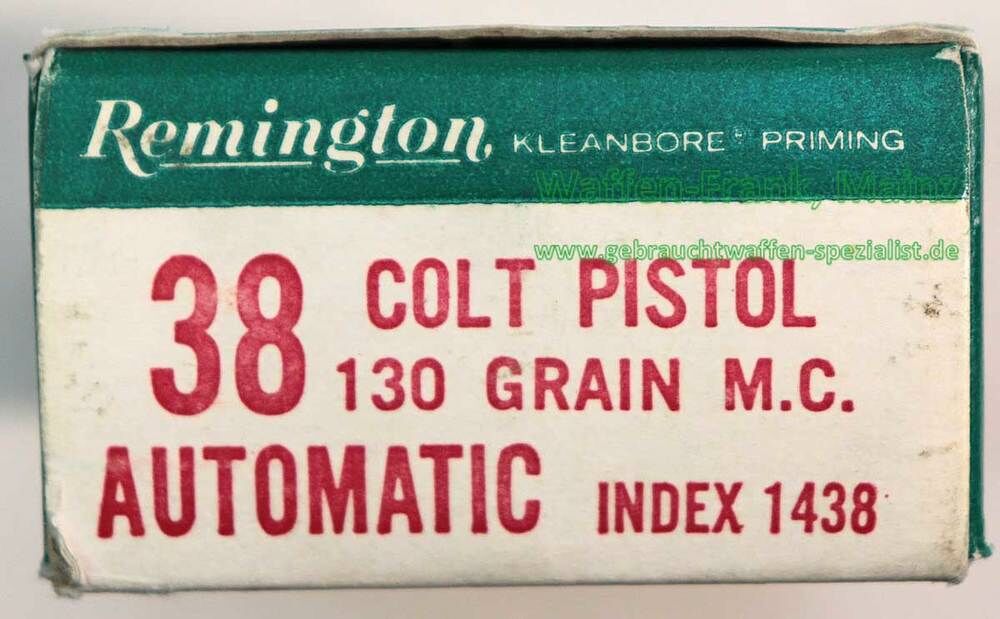 Remington, KLEANBORE® PRIMING
Waffen-Frank, Mainz
www.gebrauchtwaffen-spezialist.de
38 COLT PISTOL
130 GRAIN M.C.
AUTOMATIC INDEX 1438